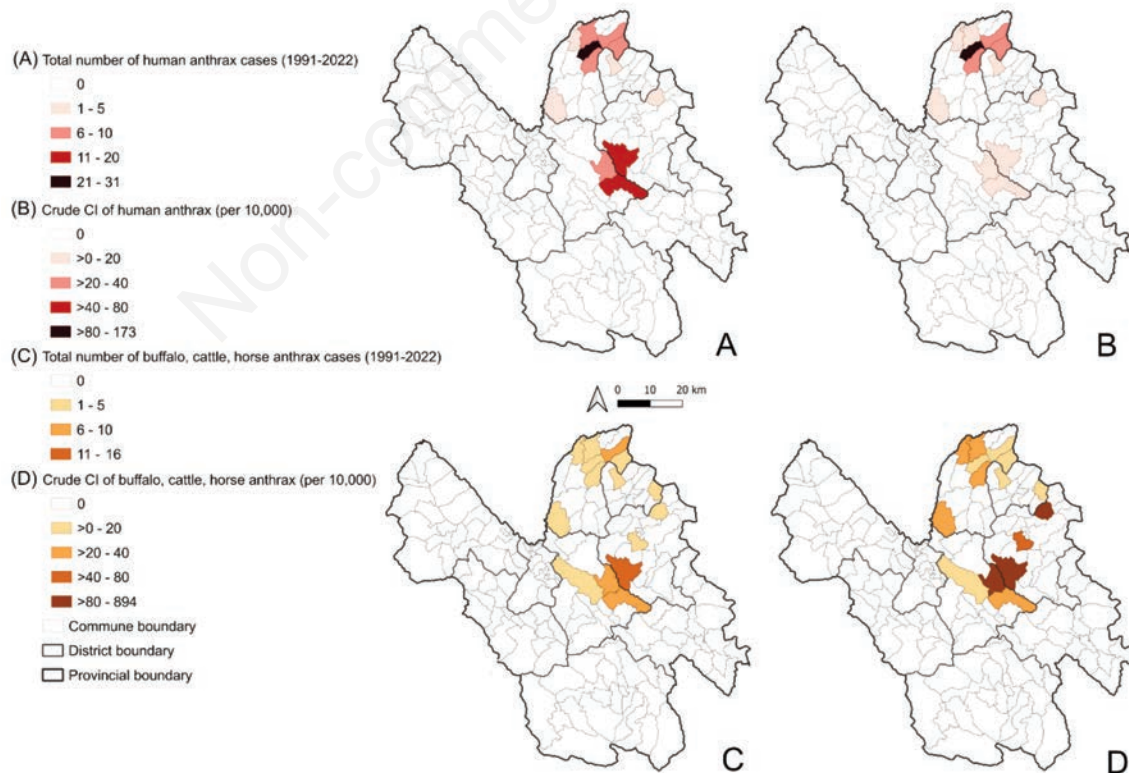 Non-comme
(A) Total number of human anthrax cases (1991-2022)
0
1 - 5
6 - 10
11 - 20
21 - 31
(B) Crude CI of human anthrax (per 10,000)
0
>0 - 20
>20 - 40
>40 - 80
>80 - 173
A
B
(C) Total number of buffalo, cattle, horse anthrax cases (1991-2022)
0
1 - 5
6 - 10
11 - 16
0 10 20 km
(D) Crude CI of buffalo, cattle, horse anthrax (per 10,000)
0
>0 - 20
>20 - 40
>40 - 80
>80 - 894
Commune boundary
District boundary
Provincial boundary
C
D